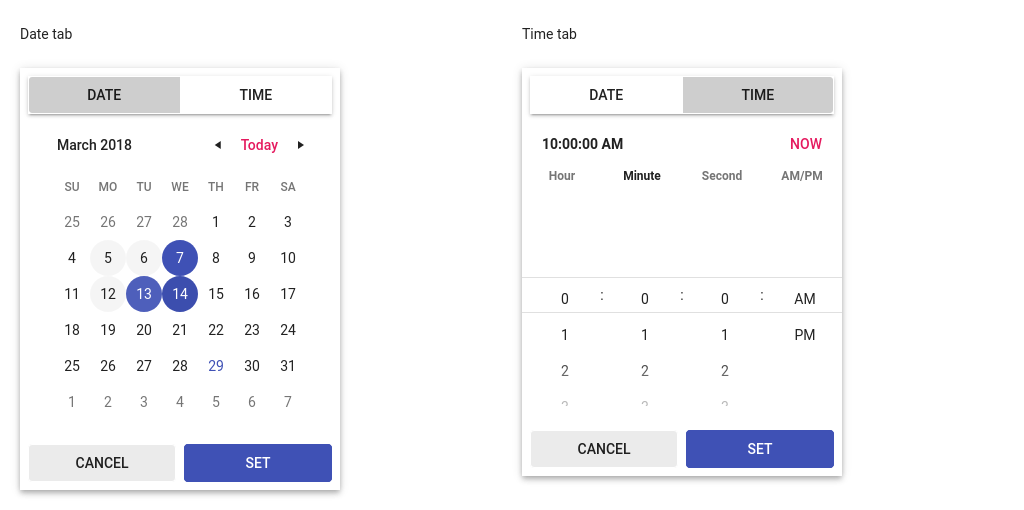 Date tab
DATE TIME
March 2018 ◄ Today ►
SU MO TU WE TH FR SA
25 26 27 28 1 2 3
4 5 6 7 8 9 10
11 12 13 14 15 16 17
18 19 20 21 22 23 24
25 26 27 28 29 30 31
1 2 3 4 5 6 7
CANCEL SET
Time tab
DATE TIME
10:00:00 AM NOW
Hour Minute Second AM/PM
0 : 0 : 0 : AM
1 1 1 PM
2 2 2
CANCEL SET